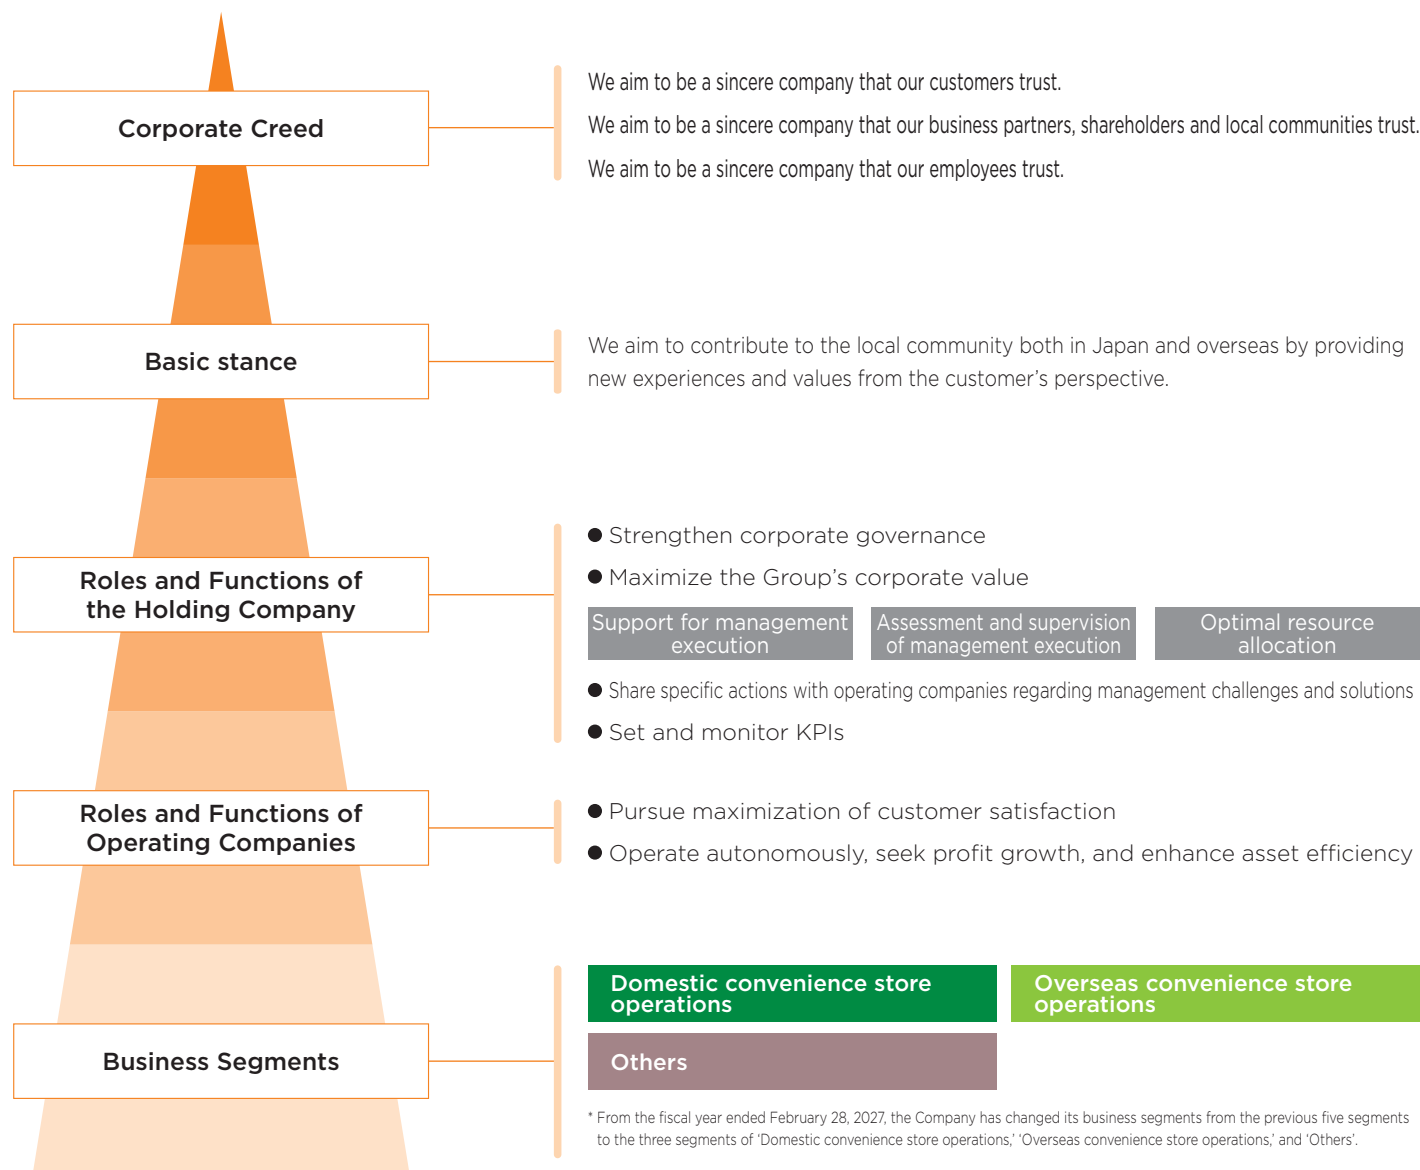 Corporate Creed
We aim to be a sincere company that our customers trust.
We aim to be a sincere company that our business partners, shareholders and local communities trust.
We aim to be a sincere company that our employees trust.
Basic stance
We aim to contribute to the local community both in Japan and overseas by providing
new experiences and values from the customer’s perspective.
Roles and Functions of
the Holding Company
● Strengthen corporate governance
● Maximize the Group’s corporate value
Support for management
execution
Assessment and supervision
of management execution
Optimal resource
allocation
● Share specific actions with operating companies regarding management challenges and solutions
● Set and monitor KPIs
Roles and Functions of
Operating Companies
● Pursue maximization of customer satisfaction
● Operate autonomously, seek profit growth, and enhance asset efficiency
Business Segments
Domestic convenience store
operations
Overseas convenience store
operations
Others
* From the fiscal year ended February 28, 2027, the Company has changed its business segments from the previous five segments
to the three segments of ‘Domestic convenience store operations,’ ‘Overseas convenience store operations,’ and ‘Others’.